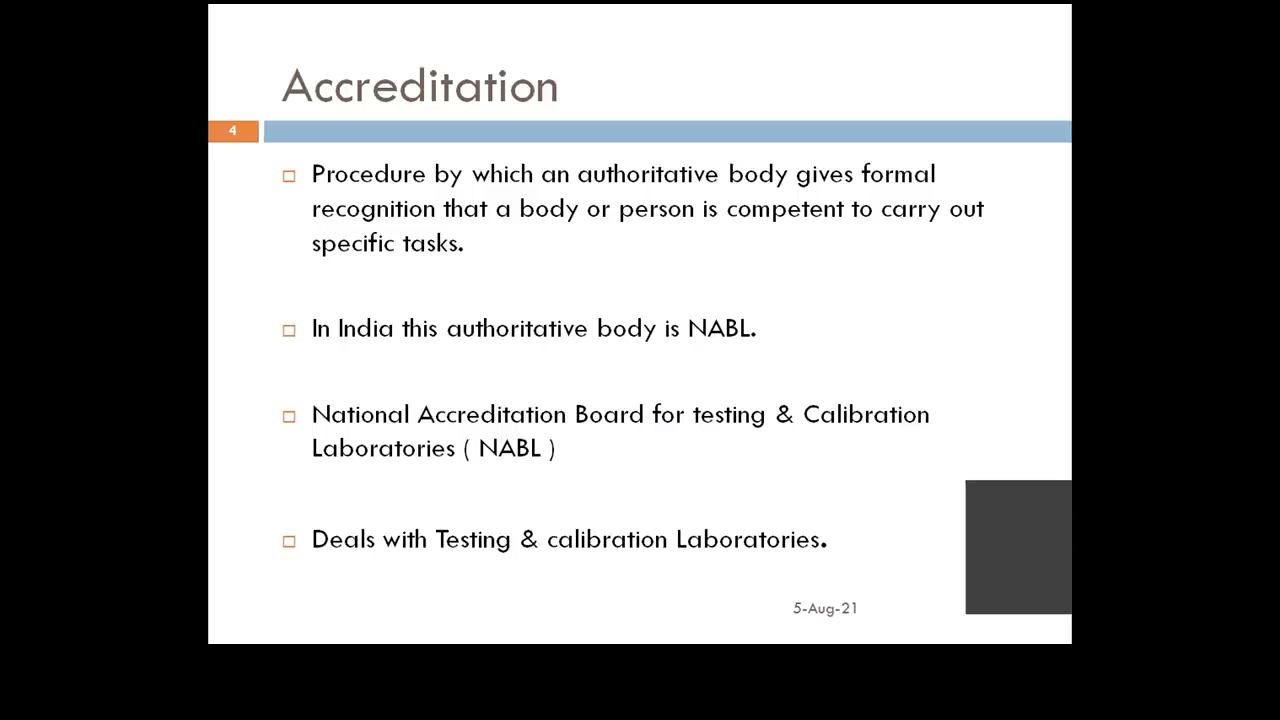 Accreditation
4
Procedure by which an authoritative body gives formal
recognition that a body or person is competent to carry out
specific tasks.
In India this authoritative body is NABL.
National Accreditation Board for testing & Calibration
Laboratories ( NABL )
Deals with Testing & calibration Laboratories.
5-Aug-21